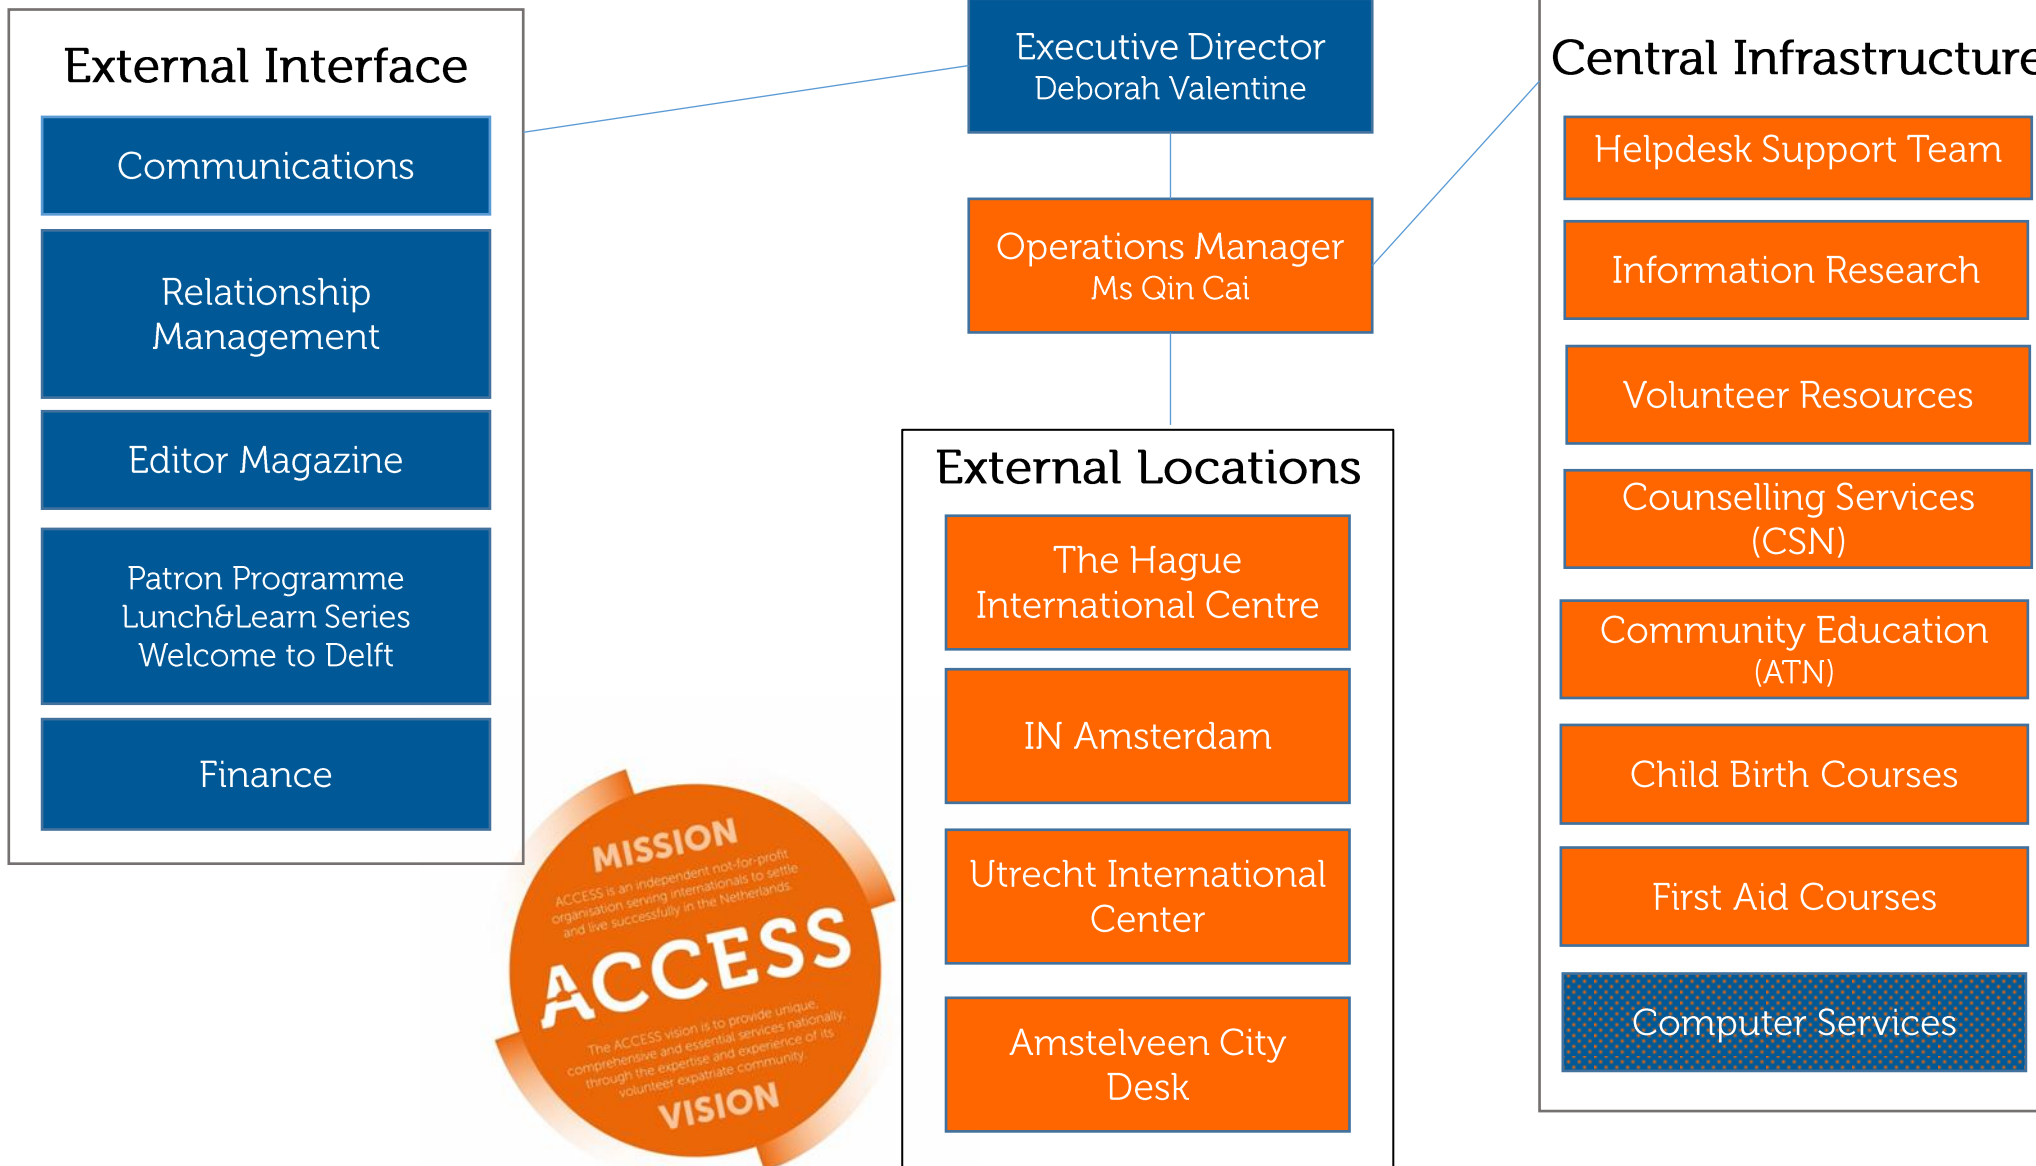 External Interface
Communications
Relationship
Management
Editor Magazine
Patron Programme
Lunch&Learn Series
Welcome to Delft
Finance
Executive Director
Deborah Valentine
Operations Manager
Ms Qin Cai
External Locations
The Hague
International Centre
IN Amsterdam
Utrecht International
Center
Amstelveen City
Desk
Central Infrastructure
Helpdesk Support Team
Information Research
Volunteer Resources
Counselling Services
(CSN)
Community Education
(ATN)
Child Birth Courses
First Aid Courses
Computer Services
MISSION
ACCESS is an independent not-for-profit
organisation serving internationals to settle
and live successfully in the Netherlands.
ACCESS
The ACCESS vision is to provide unique,
comprehensive and essential services nationally,
through the expertise and experience of its
volunteer expatriate community.
VISION